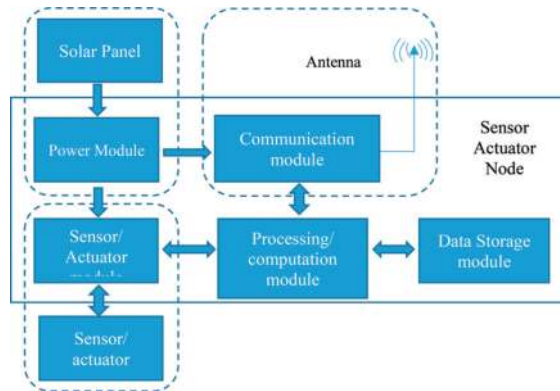 Solar Panel
Antenna
Power Module
Communication
module
Sensor
Actuator
Node
Sensor/
Actuator
module
Processing/
computation
module
Data Storage
module
Sensor/
actuator